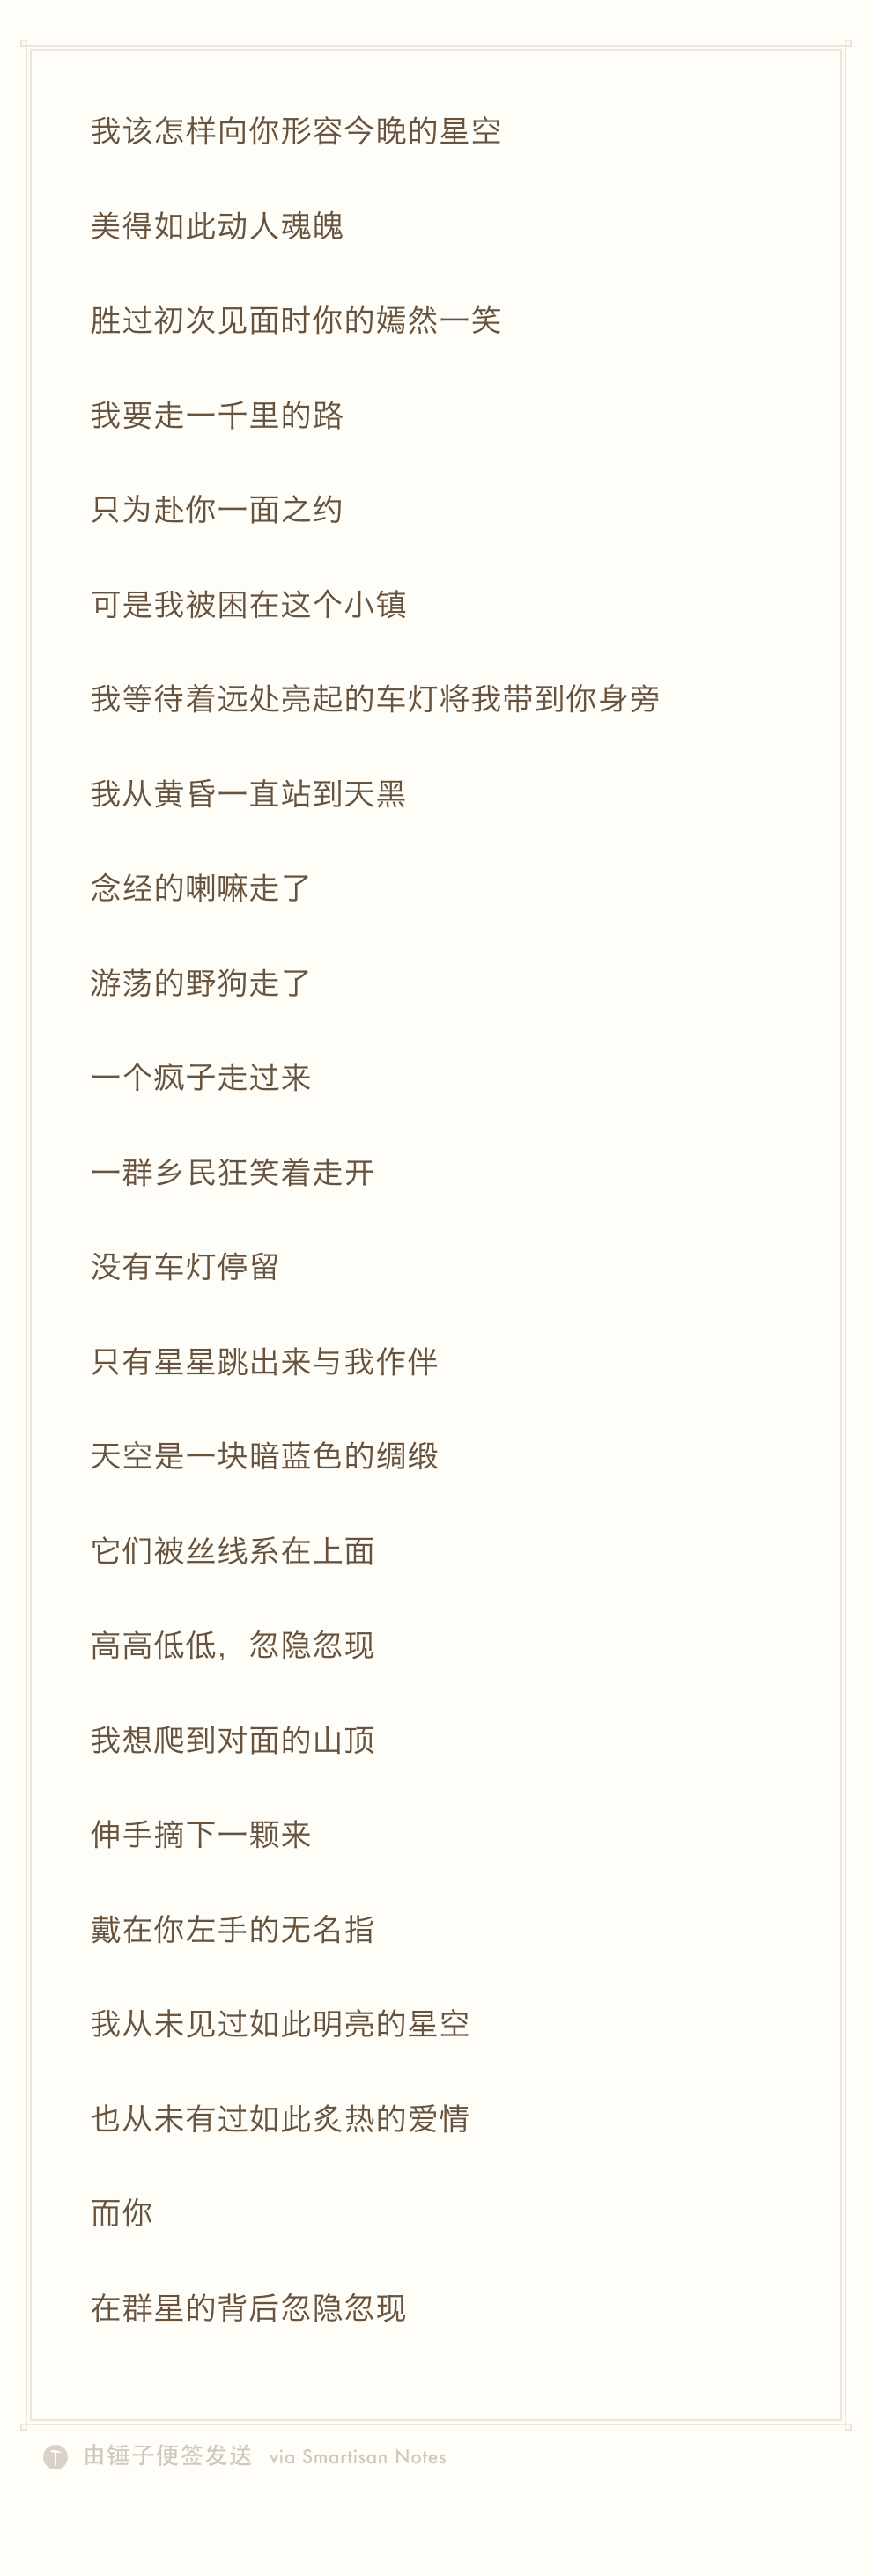 我该怎样向你形容今晚的星空
美得如此动人魂魄
胜过初次见面时你的嫣然一笑
我要走一千里的路
只为赴你一面之约
可是我被困在这个小镇
我等待着远处亮起的车灯将我带到你身旁
我从黄昏一直站到天黑
念经的喇嘛走了
游荡的野狗走了
一个疯子走过来
一群乡民狂笑着走开
没有车灯停留
只有星星跳出来与我作伴
天空是一块暗蓝色的绸缎
它们被丝线系在上面
高高低低，忽隐忽现
我想爬到对面的山顶
伸手摘下一颗来
戴在你左手的无名指
我从未见过如此明亮的星空
也从未有过如此炙热的爱情
而你
在群星的背后忽隐忽现
T 由锤子便签发送 via Smartisan Notes